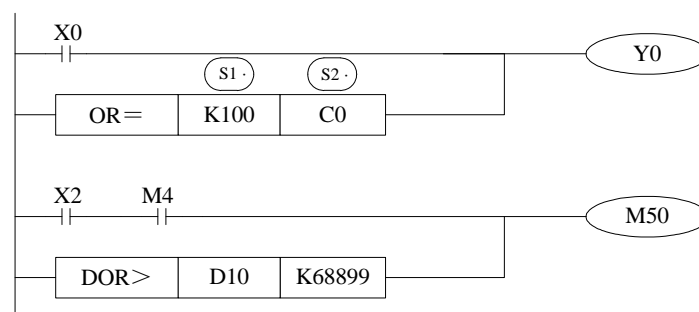 X0
Y0
S1 · S2 ·
OR＝ K100 C0
X2 M4
M50
DOR> D10 K68899